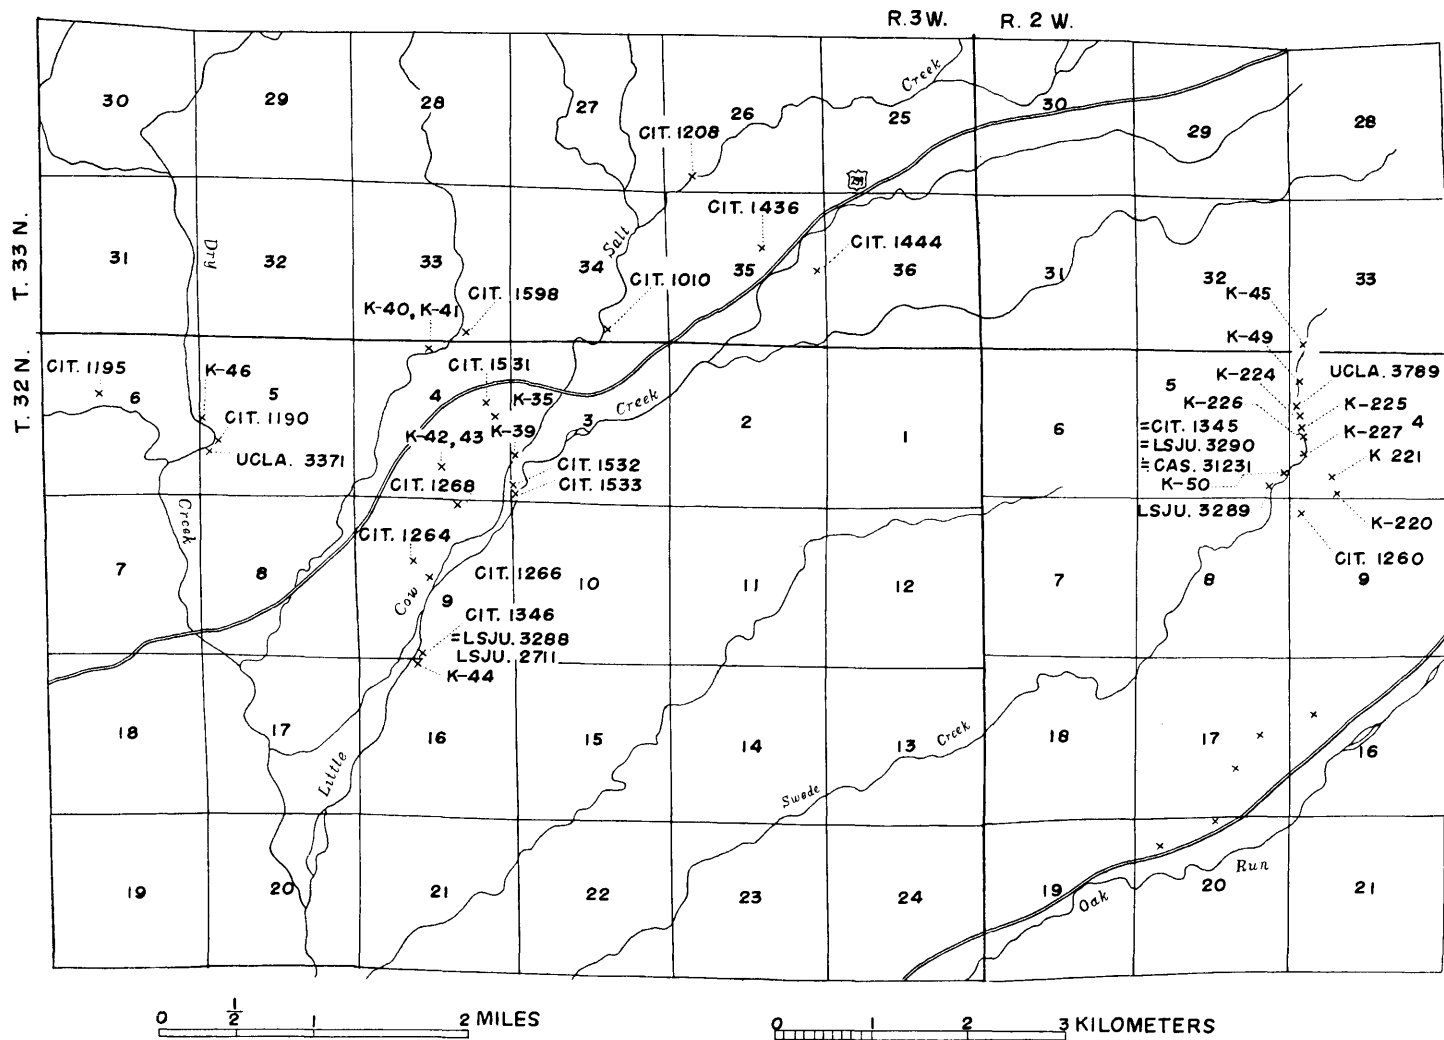 R. 3 W. R. 2 W.
T. 33 N.
T. 32 N.
30 29 28 27 26 25 30 29 28
Creek
CIT. 1208
299
31 32 33 34 35 36 31 32 33
Dry
Salt
CIT. 1436
CIT. 1444
CIT. 1010
CIT. 1598
K-40, K-41
K-45
K-49
CIT. 1195
K-46
CIT. 1190
UCLA. 3371
CIT. 1531
K-35
K-42, 43
K-39
CIT. 1532
CIT. 1533
CIT. 1268
6 5 4 3 2 1 6 5 4
Creek
K-224
UCLA. 3789
K-226
K-225
=CIT. 1345
K-227
=LSJU. 3290
=CAS. 31231
K 221
K-50
LSJU. 3289
K-220
CIT. 1260
Creek
CIT. 1264
CIT. 1266
7 8 9 10 11 12 7 8 9
Cow
CIT. 1346
=LSJU. 3288
LSJU. 2711
K-44
18 17 16 15 14 13 18 17 16
Little
Swede
Creek
19 20 21 22 23 24 19 20 21
Oak
Run
0 1/2 1 2 MILES
0 1 2 3 KILOMETERS